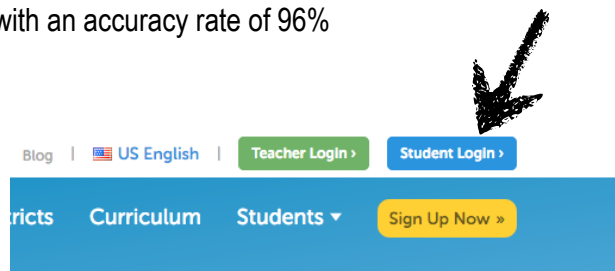 with an accuracy rate of 96%
Blog | US English | Teacher Login › Student Login ›
Curriculum Students ▾ Sign Up Now »